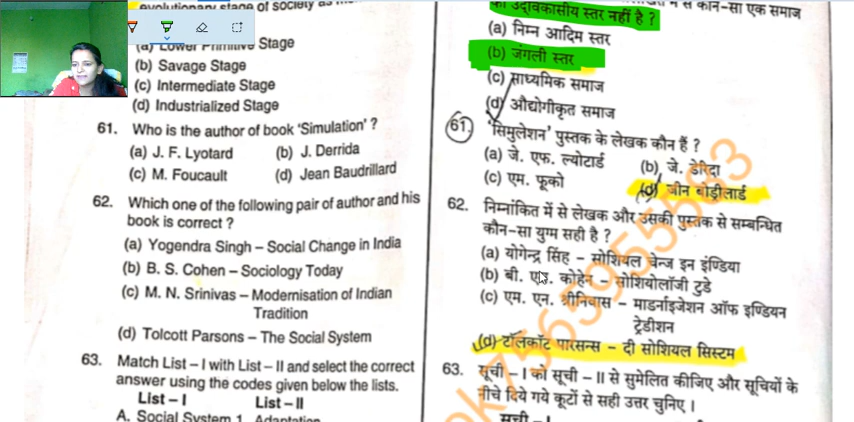 evolutionary stage of society as
(a) Lower Primitive Stage
(b) Savage Stage
(c) Intermediate Stage
(d) Industrialized Stage
61. Who is the author of book 'Simulation' ?
(a) J. F. Lyotard (b) J. Derrida
(c) M. Foucault (d) Jean Baudrillard
62. Which one of the following pair of author and his
book is correct ?
(a) Yogendra Singh – Social Change in India
(b) B. S. Cohen – Sociology Today
(c) M. N. Srinivas – Modernisation of Indian
Tradition
(d) Tolcott Parsons – The Social System
63. Match List – I with List – II and select the correct
answer using the codes given below the lists.
List – I List – II
A. Social System 1. Adaptation
में से कौन-सा एक समाज
का उद्विकासीय स्तर नहीं है ?
(a) निम्न आदिम स्तर
(b) जंगली स्तर
(c) माध्यमिक समाज
(d) औद्योगीकृत समाज
61. 'सिमुलेशन' पुस्तक के लेखक कौन हैं ?
(a) जे. एफ. ल्योटार्ड (b) जे. डेरिदा
(c) एम. फूको (d) जीन बोड्रीलार्ड
62. निम्नांकित में से लेखक और उसकी पुस्तक से सम्बन्धित
कौन-सा युग्म सही है ?
(a) योगेन्द्र सिंह – सोशियल चेन्ज इन इण्डिया
(b) बी. एस. कोहेन – सोशियोलॉजी टुडे
(c) एम. एन. श्रीनिवास – माडर्नाइजेशन ऑफ इण्डियन
ट्रेडीशन
(d) टॉलकॉट पारसन्स – दी सोशियल सिस्टम
63. सूची – I को सूची – II से सुमेलित कीजिए और सूचियों के
नीचे दिये गये कूटों से सही उत्तर चुनिए ।
सूची – I